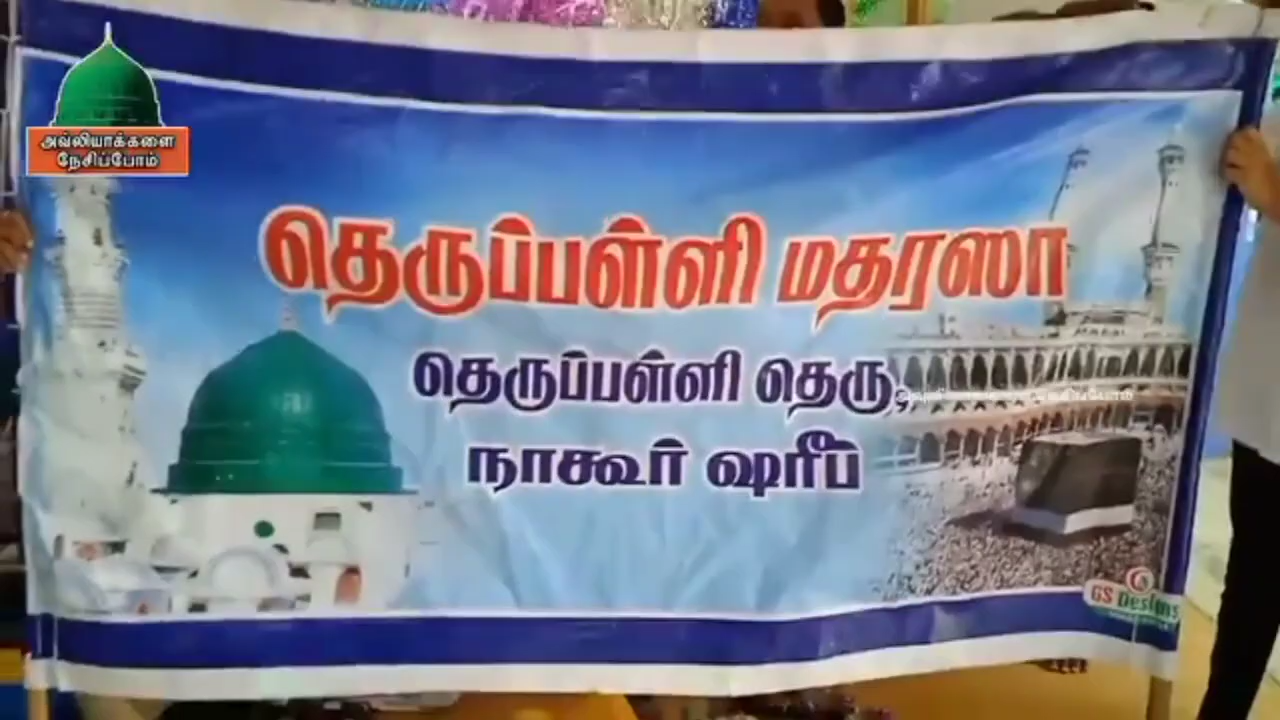 அவ்லியாக்களை
நேசிப்போம்
தெருப்பள்ளி மதரஸா
தெருப்பள்ளி தெரு,
நாகூர் ஷரீப்
GS Designs